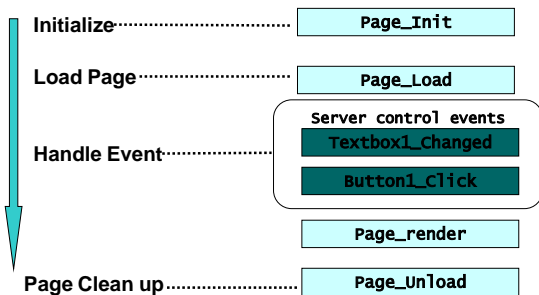 Initialize
Page_Init
Load Page
Page_Load
Server control events
Textbox1_Changed
Handle Event
Button1_Click
Page_render
Page Clean up
Page_Unload